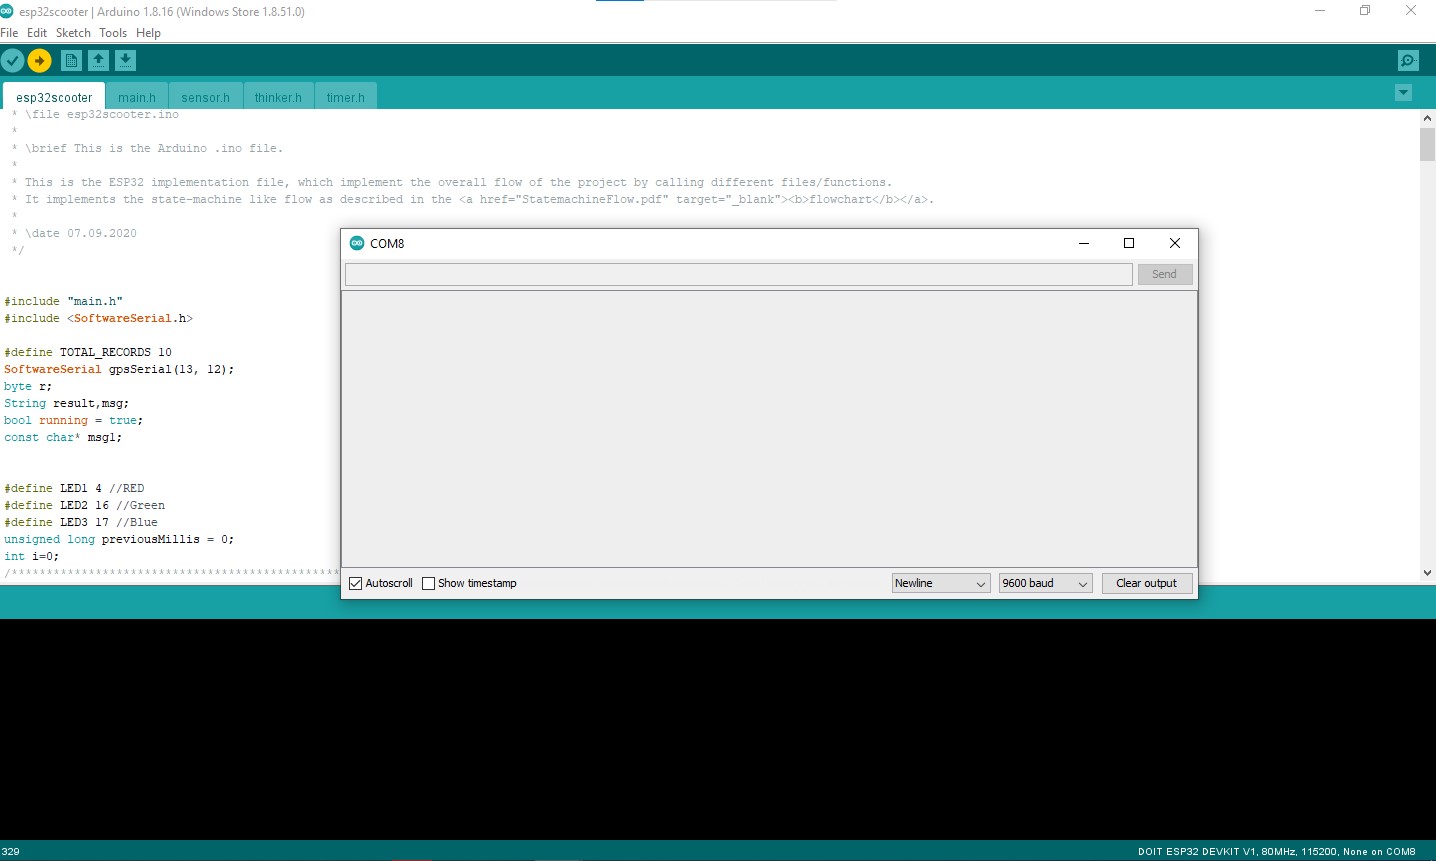 esp32scooter | Arduino 1.8.16 (Windows Store 1.8.51.0)
File Edit Sketch Tools Help
esp32scooter main.h sensor.h thinker.h timer.h
* \file esp32scooter.ino
*
* \brief This is the Arduino .ino file.
*
* This is the ESP32 implementation file, which implement the overall flow of the project by calling different files/functions.
* It implements the state-machine like flow as described in the <a href="StatemachineFlow.pdf" target="_blank"><b>flowchart</b></a>.
*
* \date 07.09.2020
*/
#include "main.h"
#include <SoftwareSerial.h>
#define TOTAL_RECORDS 10
SoftwareSerial gpsSerial(13, 12);
byte r;
String result,msg;
bool running = true;
const char* msg1;
#define LED1 4 //RED
#define LED2 16 //Green
#define LED3 17 //Blue
unsigned long previousMillis = 0;
int i=0;
/************************************************
COM8
Send
Autoscroll Show timestamp Newline 9600 baud Clear output
329 DOIT ESP32 DEVKIT V1, 80MHz, 115200, None on COM8